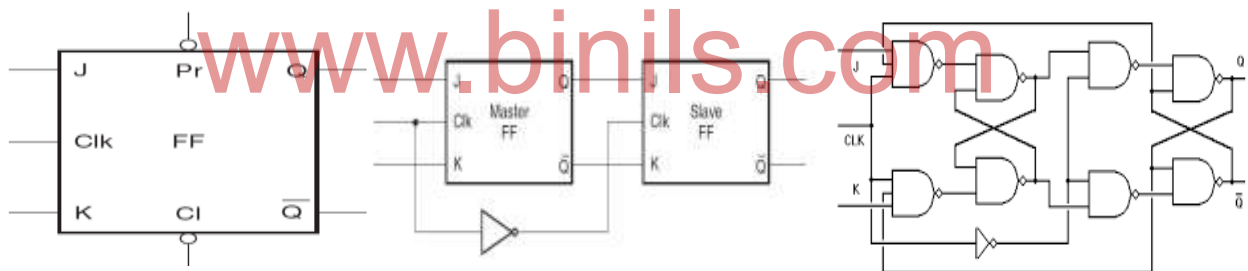 www.binils.com
J Pr Q
Clk FF
K Cl Q̅
J Q
Clk Master FF
K Q̅
J Q
Clk Slave FF
K Q̅
J
CLK
K
Q
Q̅